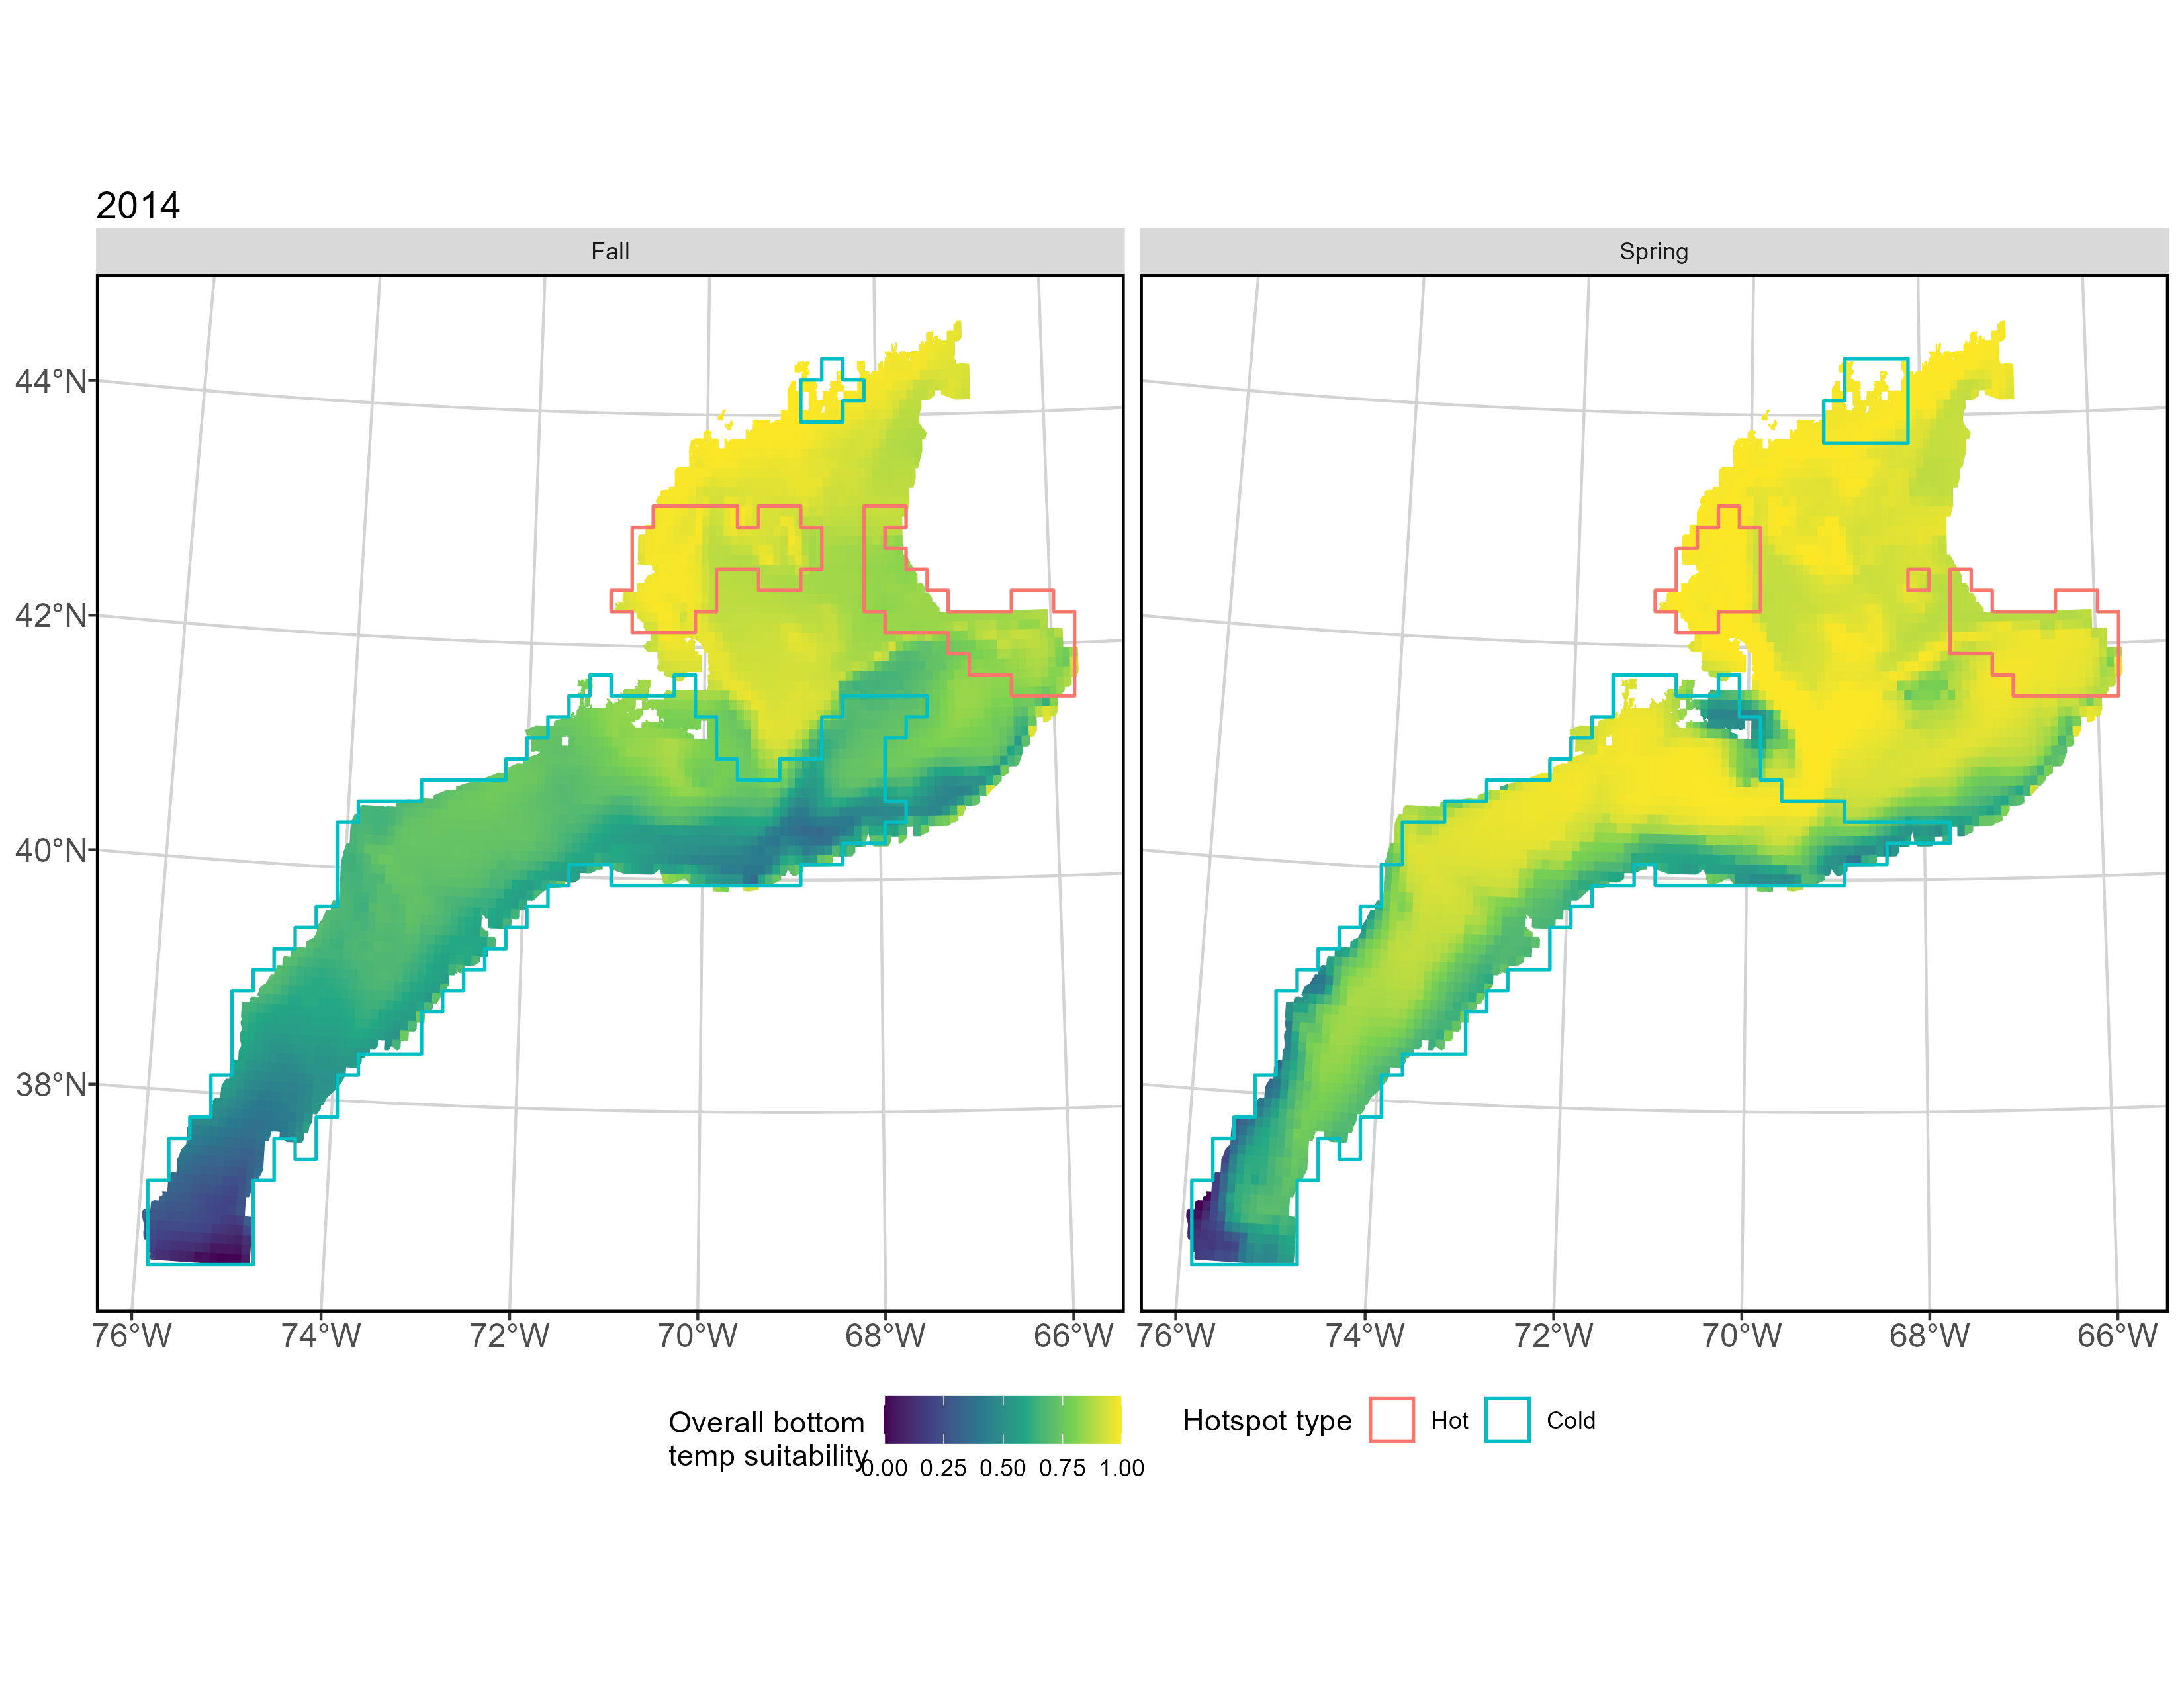 2014
Fall
Spring
44°N
42°N
40°N
38°N
76°W 74°W 72°W 70°W 68°W 66°W
76°W 74°W 72°W 70°W 68°W 66°W
Overall bottom
temp suitability
0.00 0.25 0.50 0.75 1.00
Hotspot type
Hot
Cold